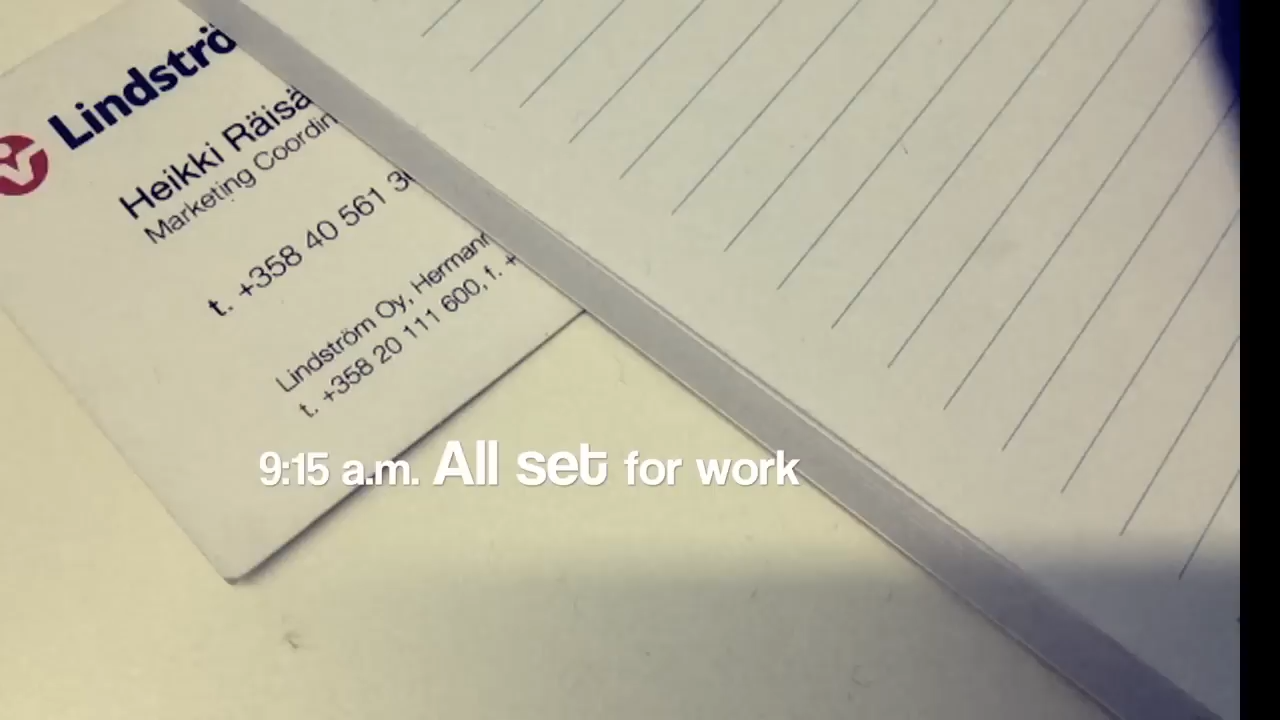 Lindströ
Heikki Räisä
Marketing Coordin
t. +358 40 561 3
Lindström Oy, Hermann
t. +358 20 111 600, f. +
9:15 a.m. All set for work